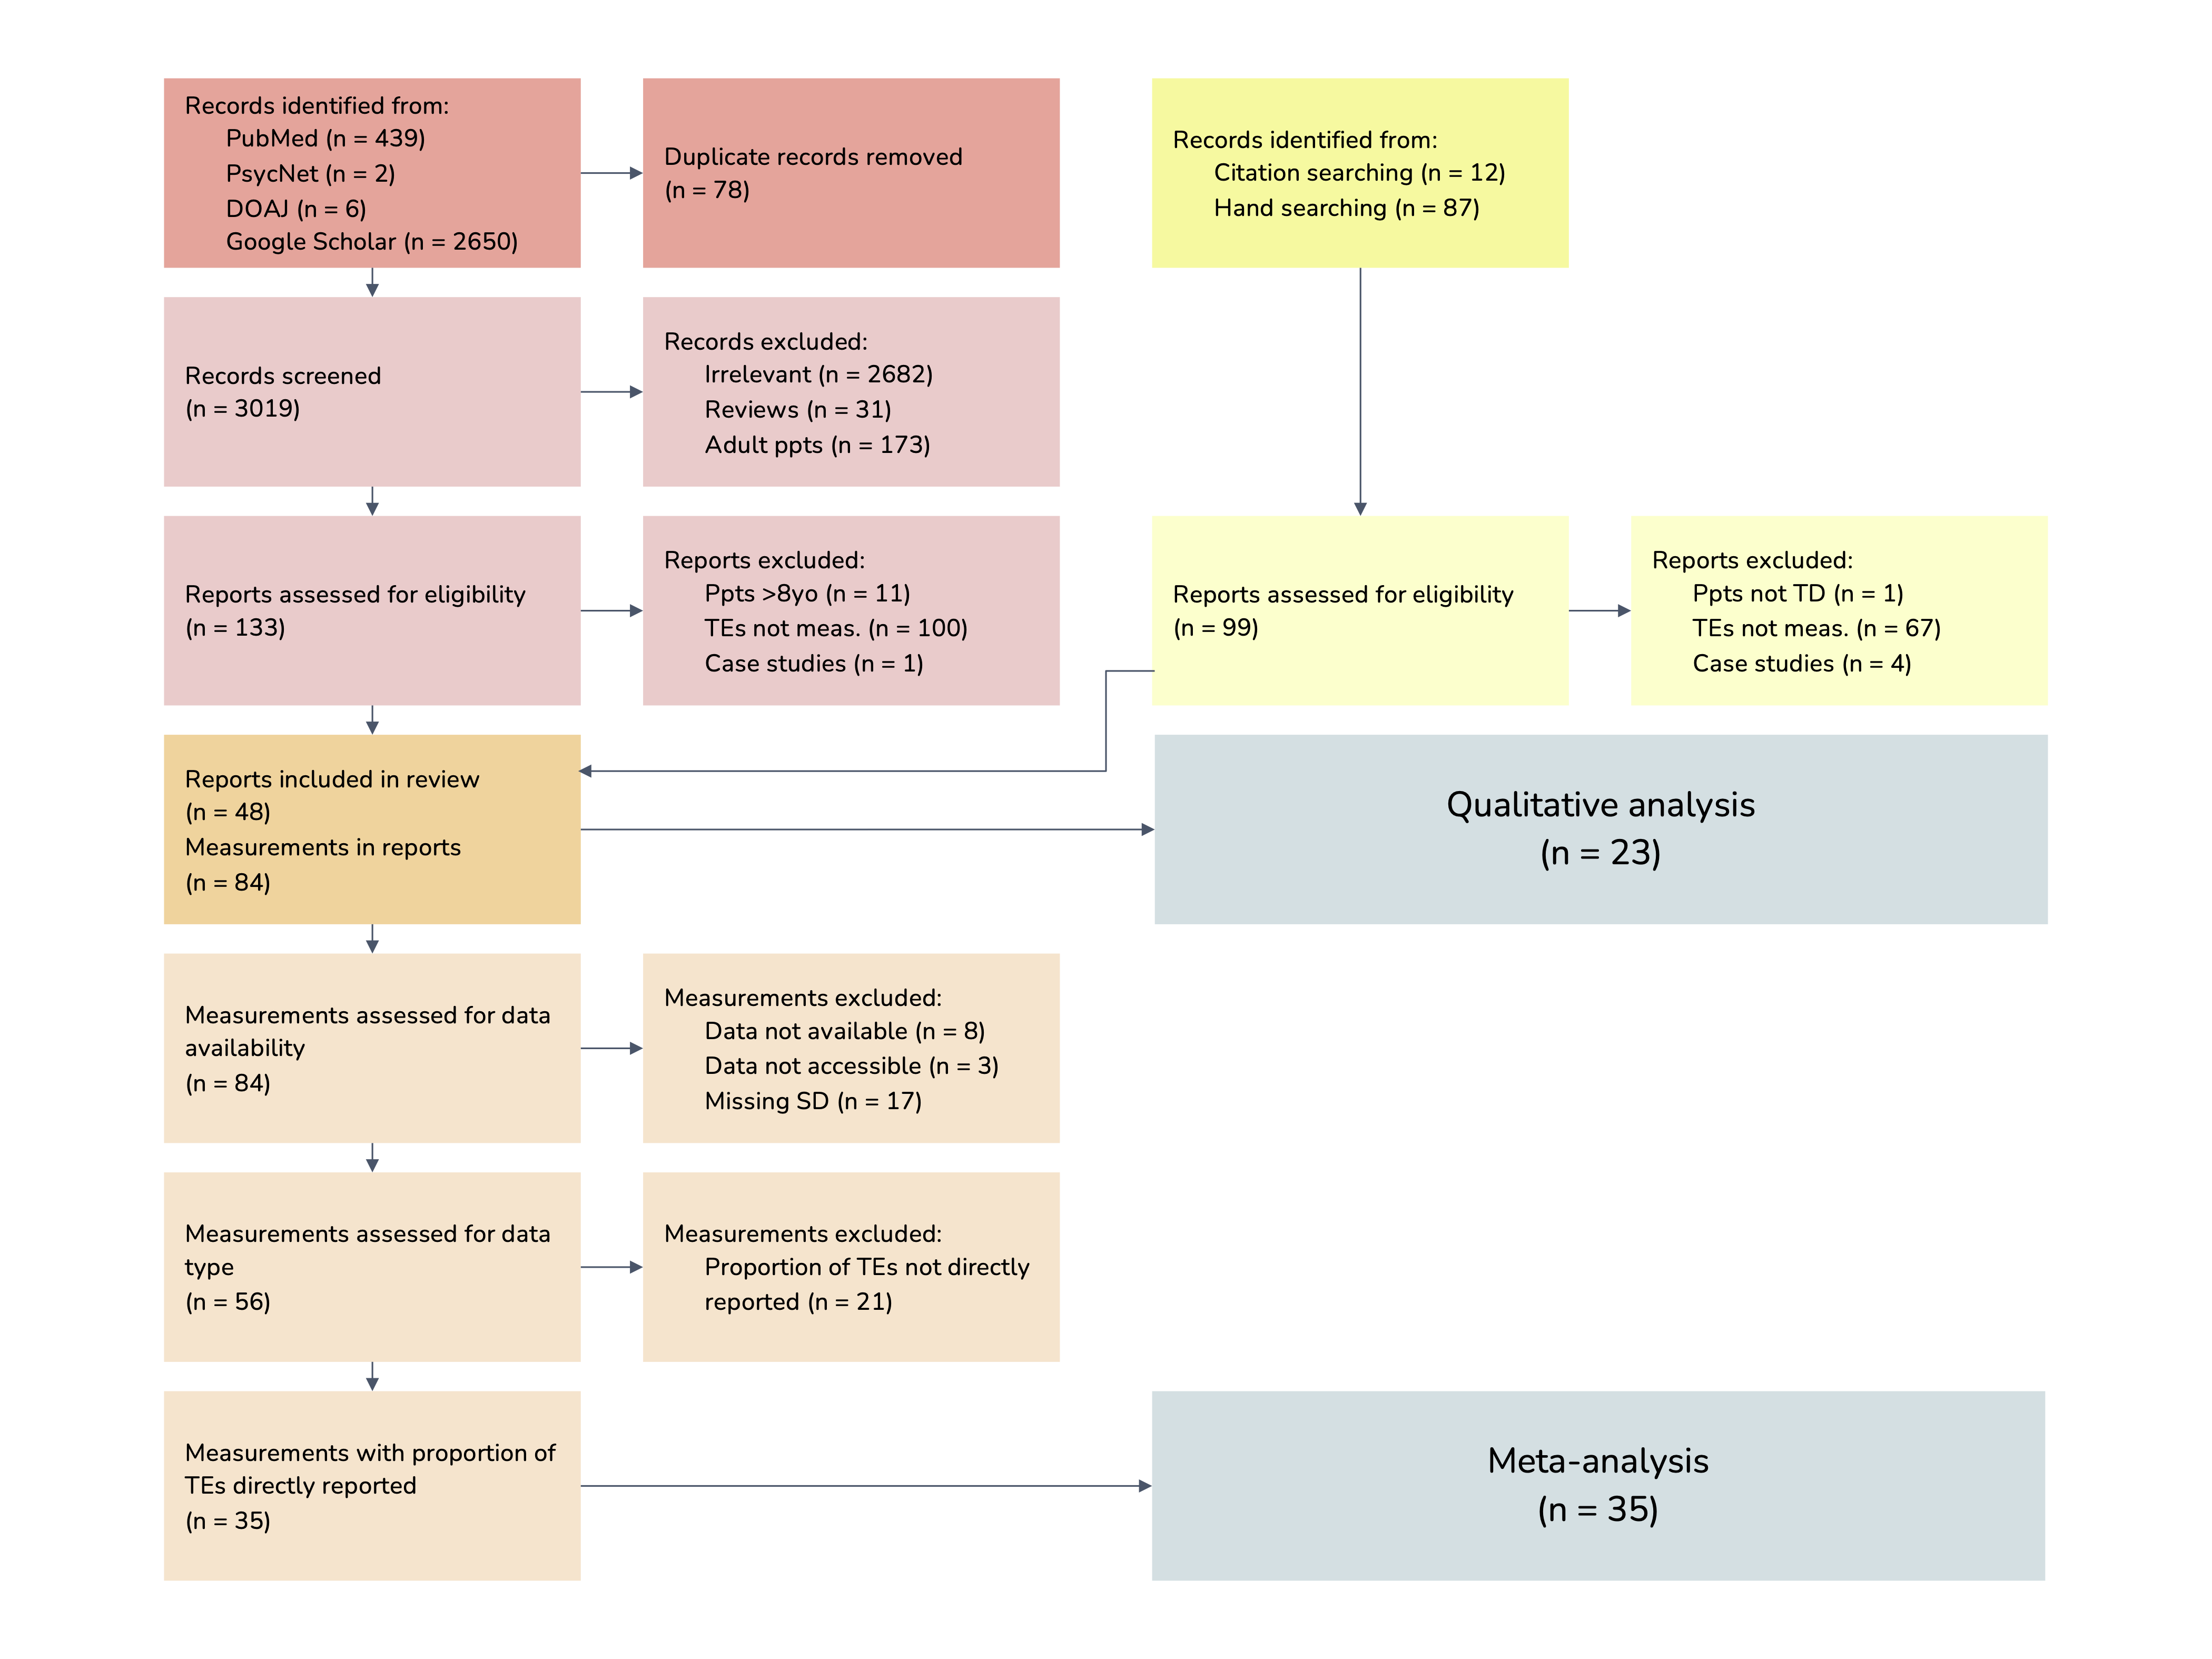 Records identified from:
PubMed (n = 439)
PsycNet (n = 2)
DOAJ (n = 6)
Google Scholar (n = 2650)
Duplicate records removed
(n = 78)
Records identified from:
Citation searching (n = 12)
Hand searching (n = 87)
Records screened
(n = 3019)
Records excluded:
Irrelevant (n = 2682)
Reviews (n = 31)
Adult ppts (n = 173)
Reports assessed for eligibility
(n = 133)
Reports excluded:
Ppts >8yo (n = 11)
TEs not meas. (n = 100)
Case studies (n = 1)
Reports assessed for eligibility
(n = 99)
Reports excluded:
Ppts not TD (n = 1)
TEs not meas. (n = 67)
Case studies (n = 4)
Reports included in review
(n = 48)
Measurements in reports
(n = 84)
Qualitative analysis
(n = 23)
Measurements assessed for data
availability
(n = 84)
Measurements excluded:
Data not available (n = 8)
Data not accessible (n = 3)
Missing SD (n = 17)
Measurements assessed for data
type
(n = 56)
Measurements excluded:
Proportion of TEs not directly
reported (n = 21)
Measurements with proportion of
TEs directly reported
(n = 35)
Meta-analysis
(n = 35)